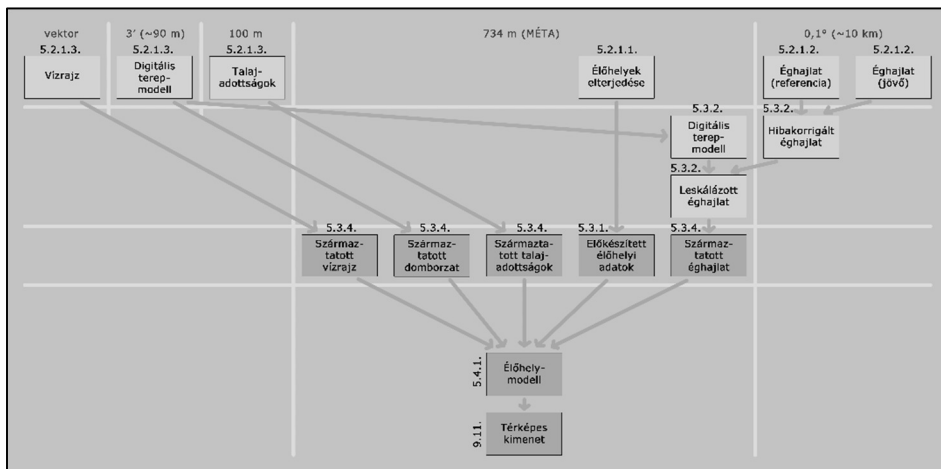 vektor
3′ (~90 m)
100 m
734 m (MÉTA)
0,1° (~10 km)
5.2.1.3.
5.2.1.3.
5.2.1.3.
5.2.1.1.
5.2.1.2.
5.2.1.2.
Vízrajz
Digitális
terep-
modell
Talaj-
adottságok
Élőhelyek
elterjedése
Éghajlat
(referencia)
Éghajlat
(jövő)
5.3.2.
Digitális
terep-
modell
5.3.2.
Hibakorrigált
éghajlat
5.3.2.
Leskálázott
éghajlat
5.3.4.
5.3.4.
5.3.4.
5.3.1.
5.3.4.
Származ-
tatott
vízrajz
Származ-
tatott
domborzat
Származta-
tott talaj-
adottságok
Előkészített
élőhelyi
adatok
Származ-
tatott
éghajlat
5.4.1.
Élőhely-
modell
9.11.
Térképes
kimenet